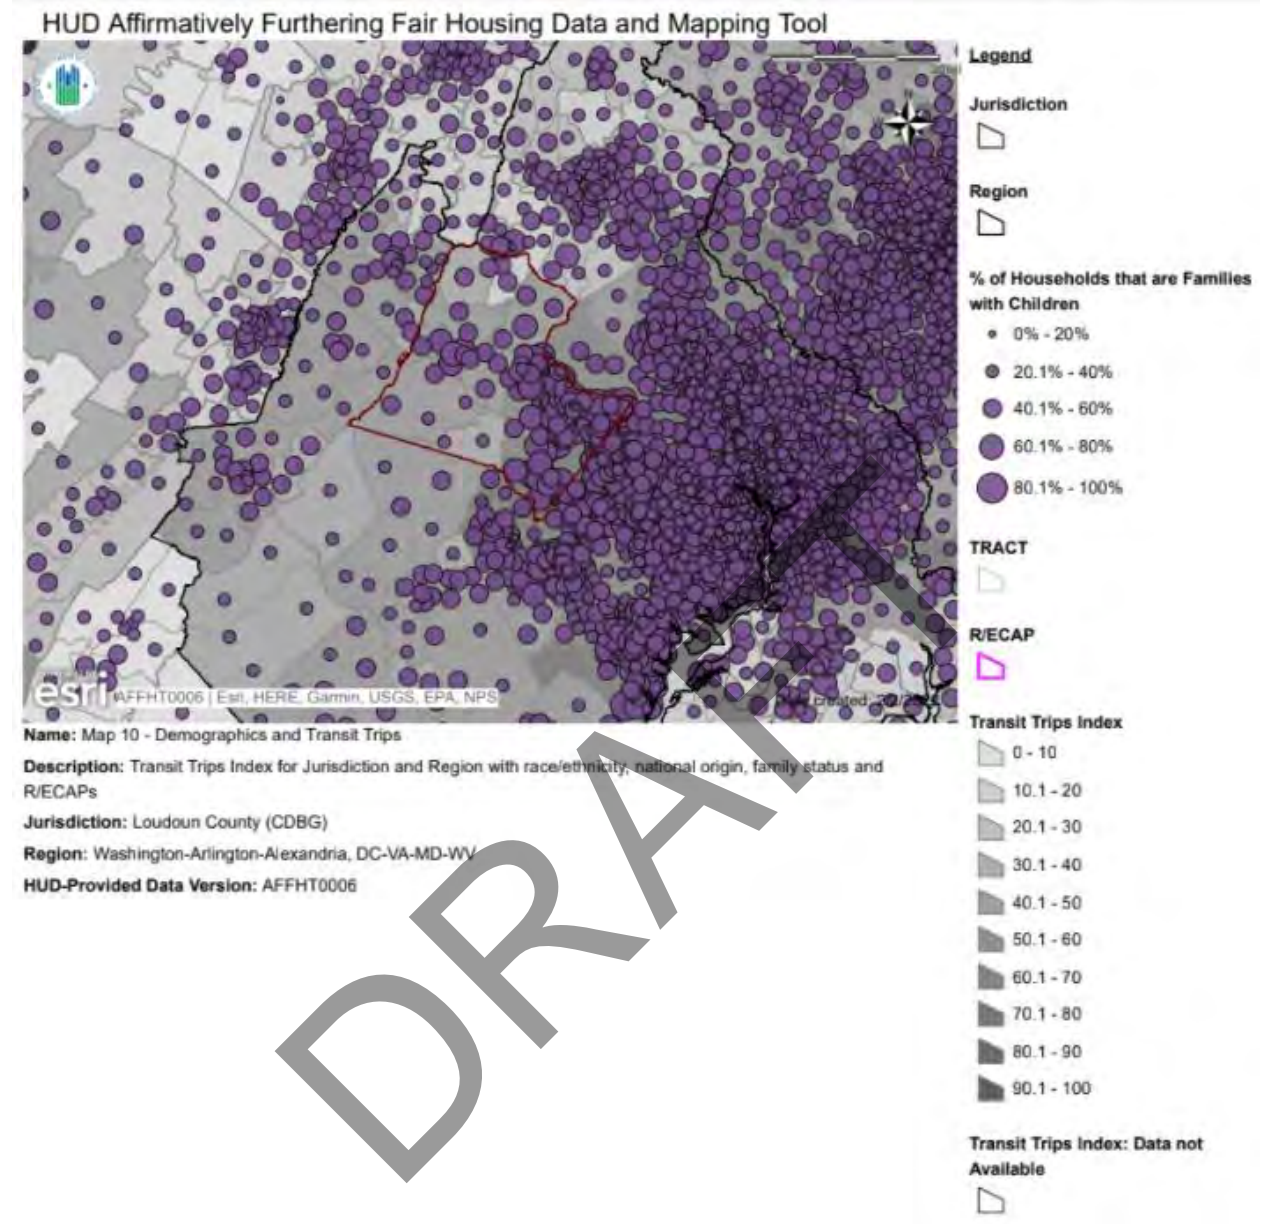 HUD Affirmatively Furthering Fair Housing Data and Mapping Tool
esri
AFFHT0006 | Esri, HERE, Garmin, USGS, EPA, NPS
created:
Name: Map 10 - Demographics and Transit Trips
Description: Transit Trips Index for Jurisdiction and Region with race/ethnicity, national origin, family status and
R/ECAPs
Jurisdiction: Loudoun County (CDBG)
Region: Washington-Arlington-Alexandria, DC-VA-MD-WV
HUD-Provided Data Version: AFFHT0006
Legend
Jurisdiction
Region
% of Households that are Families
with Children
0% - 20%
20.1% - 40%
40.1% - 60%
60.1% - 80%
80.1% - 100%
TRACT
R/ECAP
Transit Trips Index
0 - 10
10.1 - 20
20.1 - 30
30.1 - 40
40.1 - 50
50.1 - 60
60.1 - 70
70.1 - 80
80.1 - 90
90.1 - 100
Transit Trips Index: Data not
Available
DRAFT